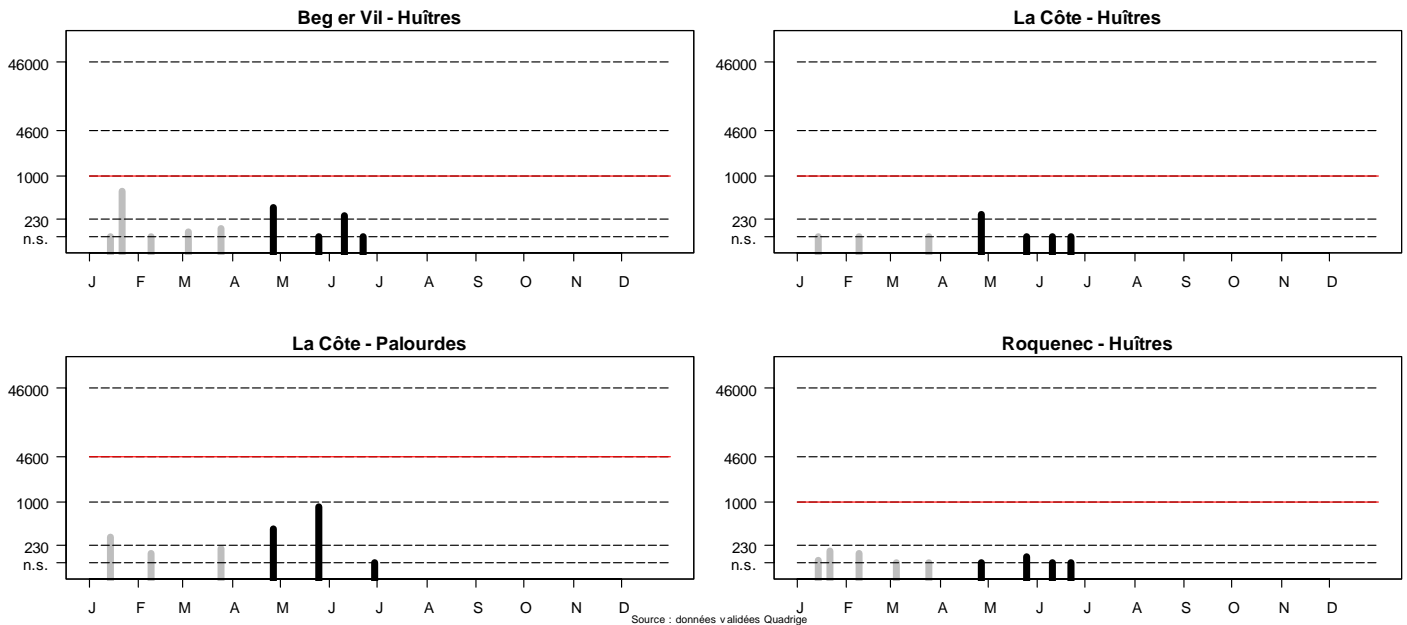 Beg er Vil - Huîtres
46000
4600
1000
230
n.s.
J F M A M J J A S O N D
La Côte - Huîtres
46000
4600
1000
230
n.s.
J F M A M J J A S O N D
La Côte - Palourdes
46000
4600
1000
230
n.s.
J F M A M J J A S O N D
Roquenec - Huîtres
46000
4600
1000
230
n.s.
J F M A M J J A S O N D
Source : données validées Quadrige